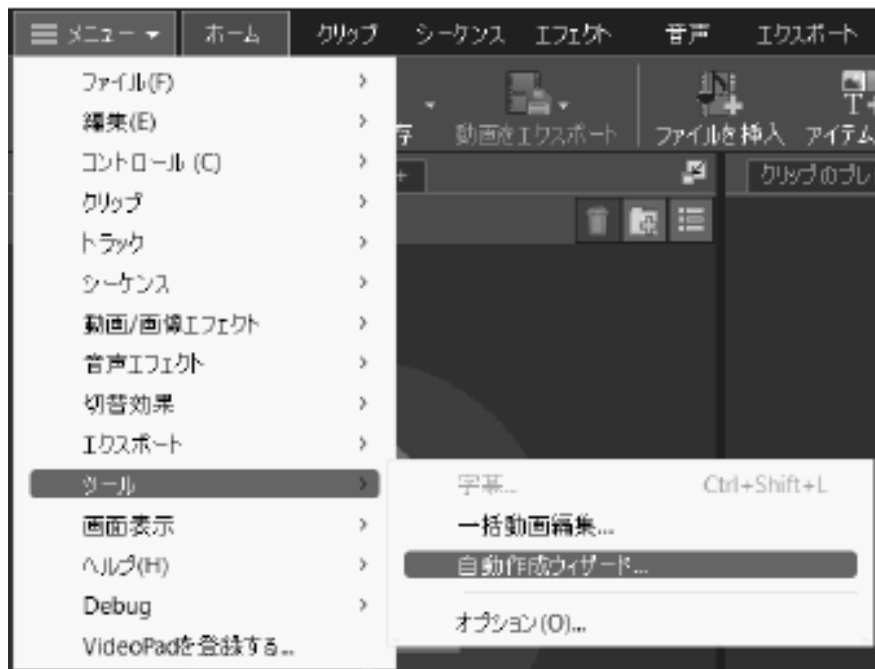 メニュー ホーム クリップ シーケンス エフェクト 音声 エクスポート
ファイル(F)
編集(E)
コントロール (C)
クリップ
トラック
シーケンス
動画/画像エフェクト
音声エフェクト
切替効果
エクスポート
ツール
画面表示
ヘルプ(H)
Debug
VideoPadを登録する...
存 動画をエクスポート ファイルを挿入 アイテム
クリップのプレ
字幕... Ctrl+Shift+L
一括動画編集...
自動作成ウィザード...
オプション(O)...